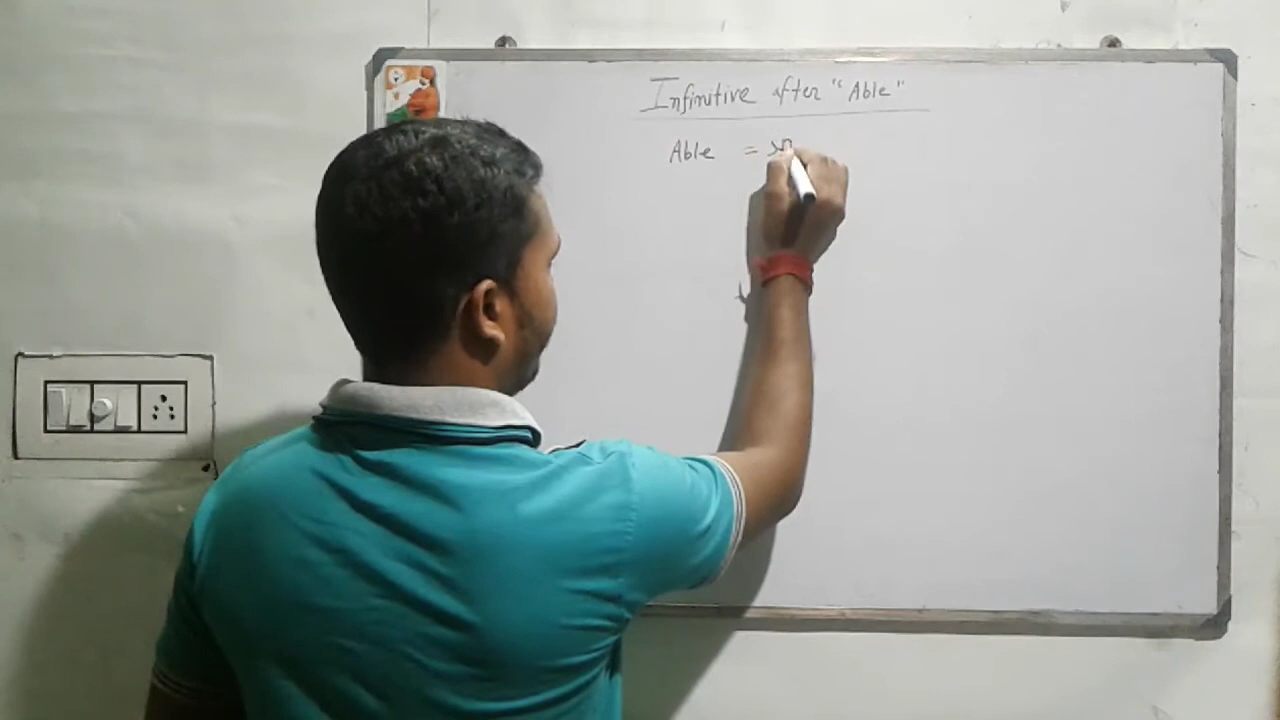 Infinitive after "Able"
Able =